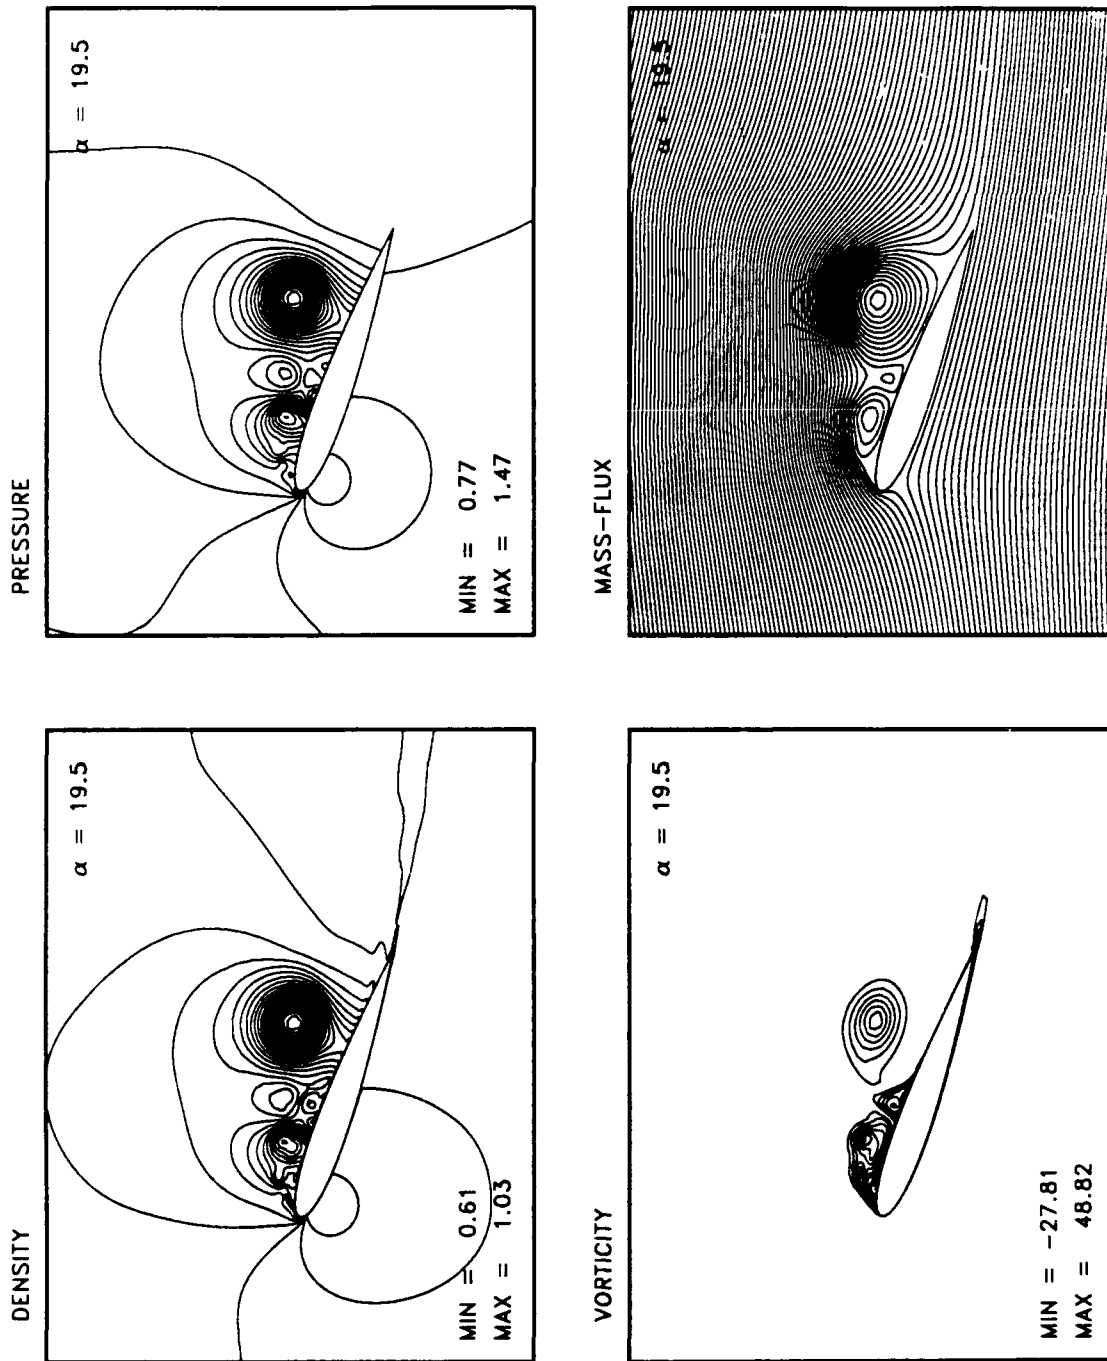 DENSITY
α = 19.5
MIN = 0.61
MAX = 1.03
PRESSURE
α = 19.5
MIN = 0.77
MAX = 1.47
VORTICITY
α = 19.5
MIN = -27.81
MAX = 48.82
MASS-FLUX
α = 19.5